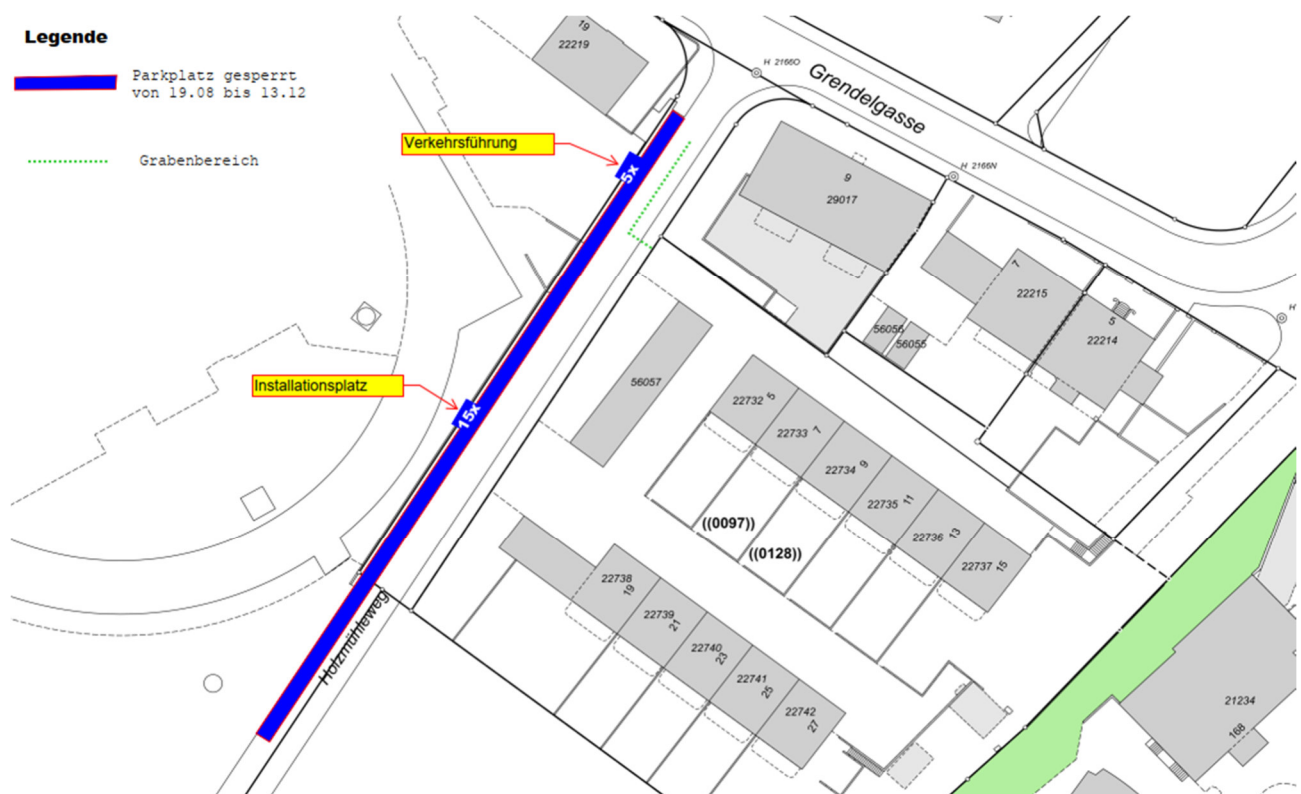 Legende
Parkplatz gesperrt
von 19.08 bis 13.12
Grabenbereich
19
22219
H 2166O
Grendelgasse
Verkehrsführung
5x
9
29017
H 2166N
7
22215
5
22214
H
56056
56055
56057
Installationsplatz
15x
22732 5
22733 7
22734 9
22735 11
22736 13
22737 15
((0097))
((0128))
22738 19
22739 21
22740 23
22741 25
22742 27
Holzmühleweg
21234
168